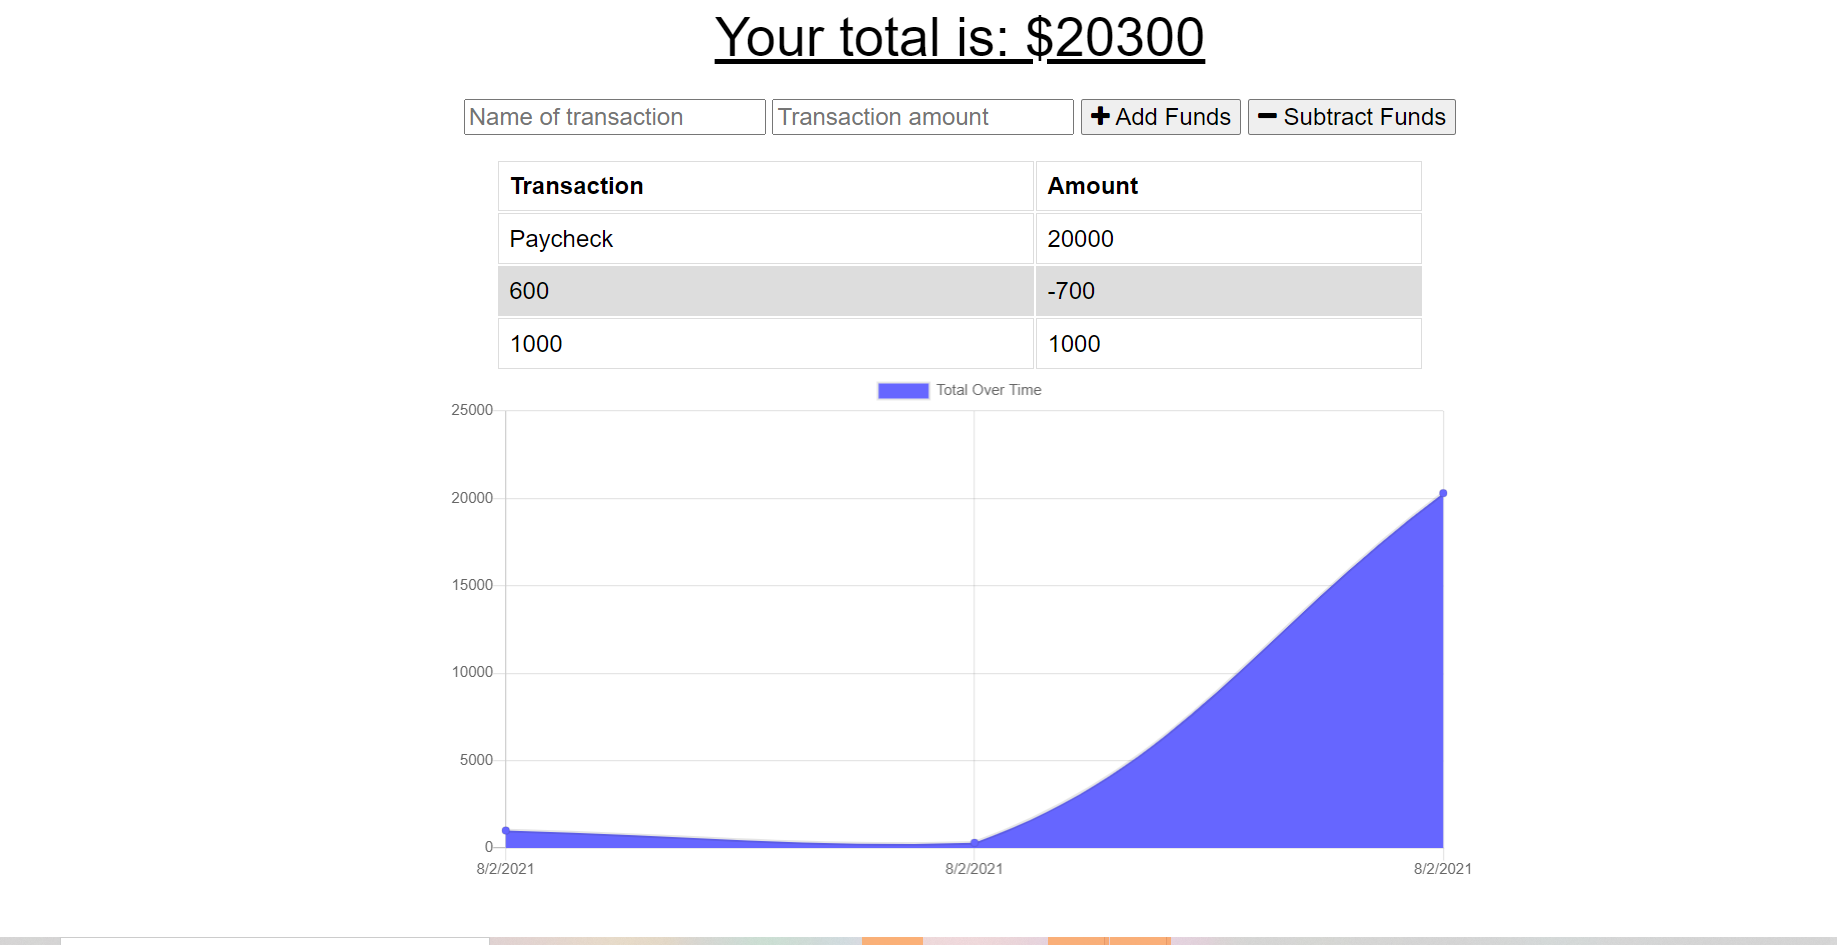 Your total is: $20300
Name of transaction Transaction amount Add Funds Subtract Funds
Transaction Amount
Paycheck 20000
600 -700
1000 1000
Total Over Time
25000
20000
15000
10000
5000
0
8/2/2021 8/2/2021 8/2/2021